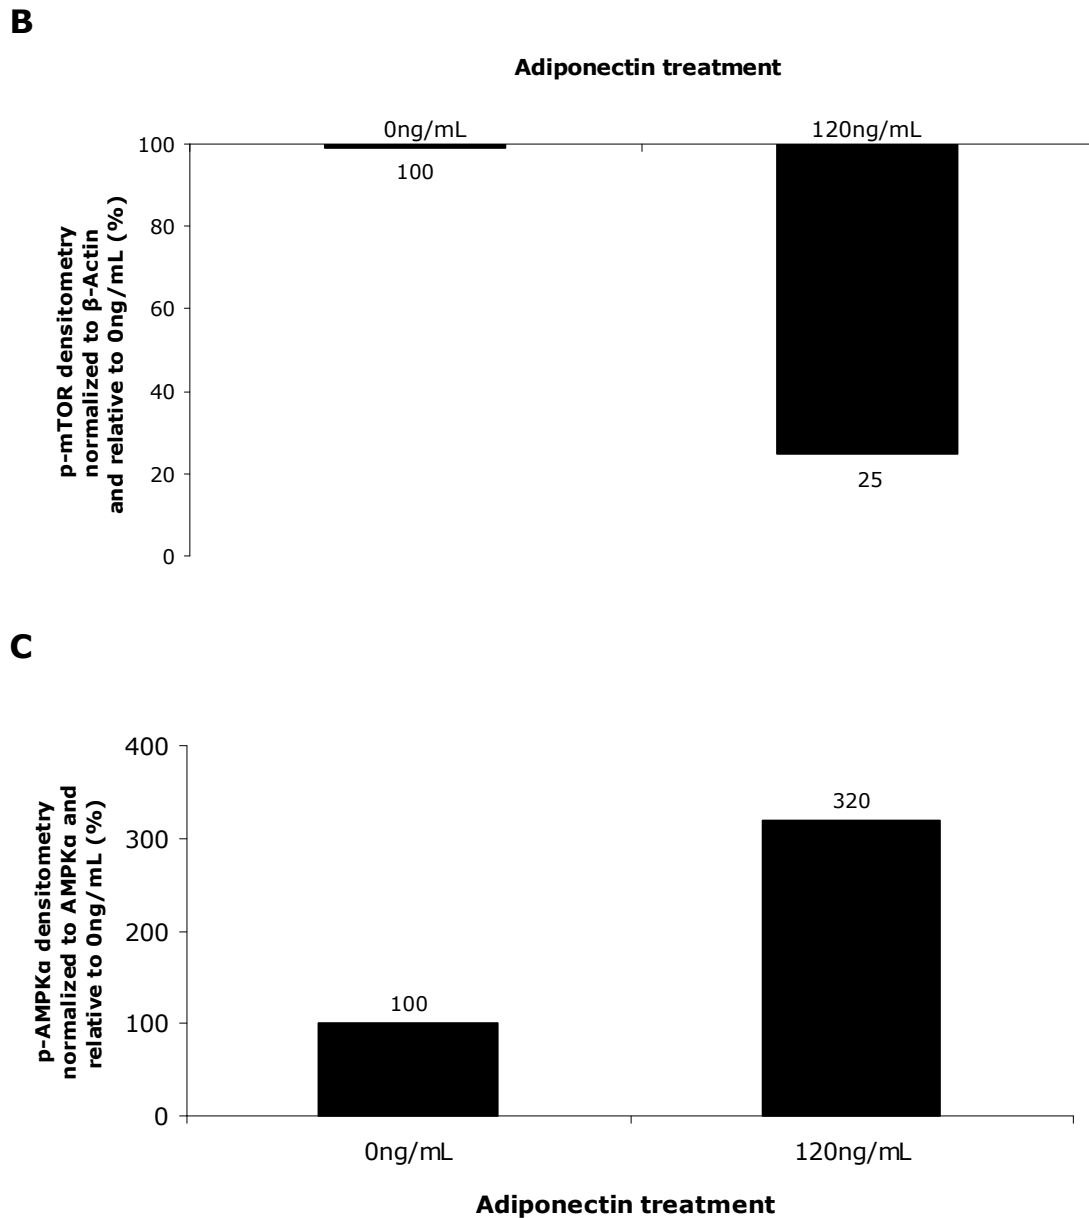 B
Adiponectin treatment
0ng/mL 120ng/mL
100
100
80
60
40
20
0
25
p-mTOR densitometry
normalized to β-Actin
and relative to 0ng/mL (%)
C
400
300
200
100
0
320
100
p-AMPKα densitometry
normalized to AMPKα and
relative to 0ng/mL (%)
0ng/mL 120ng/mL
Adiponectin treatment